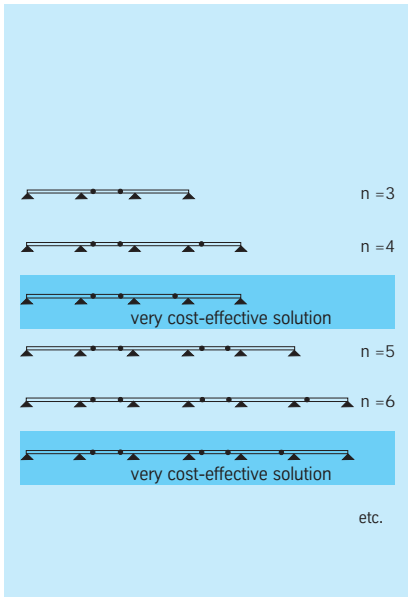 n =3
n =4
very cost-effective solution
n =5
n =6
very cost-effective solution
etc.